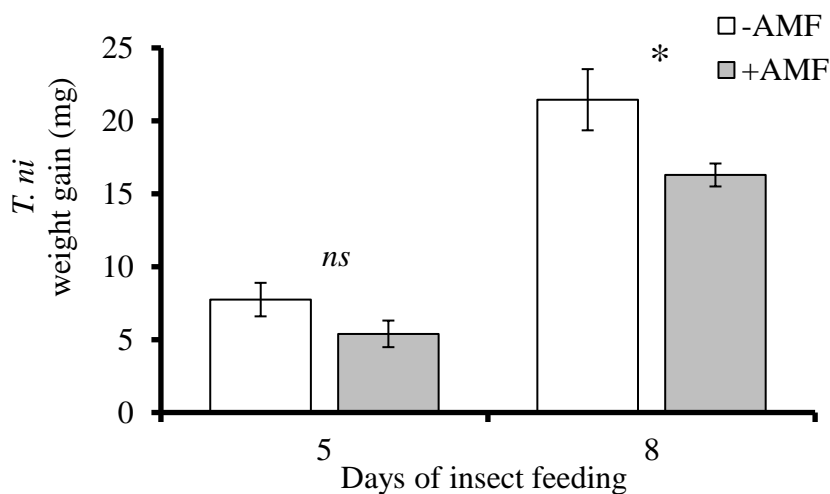 -AMF
+AMF
25
20
15
10
5
0
T. ni
weight gain (mg)
ns
*
5
8
Days of insect feeding